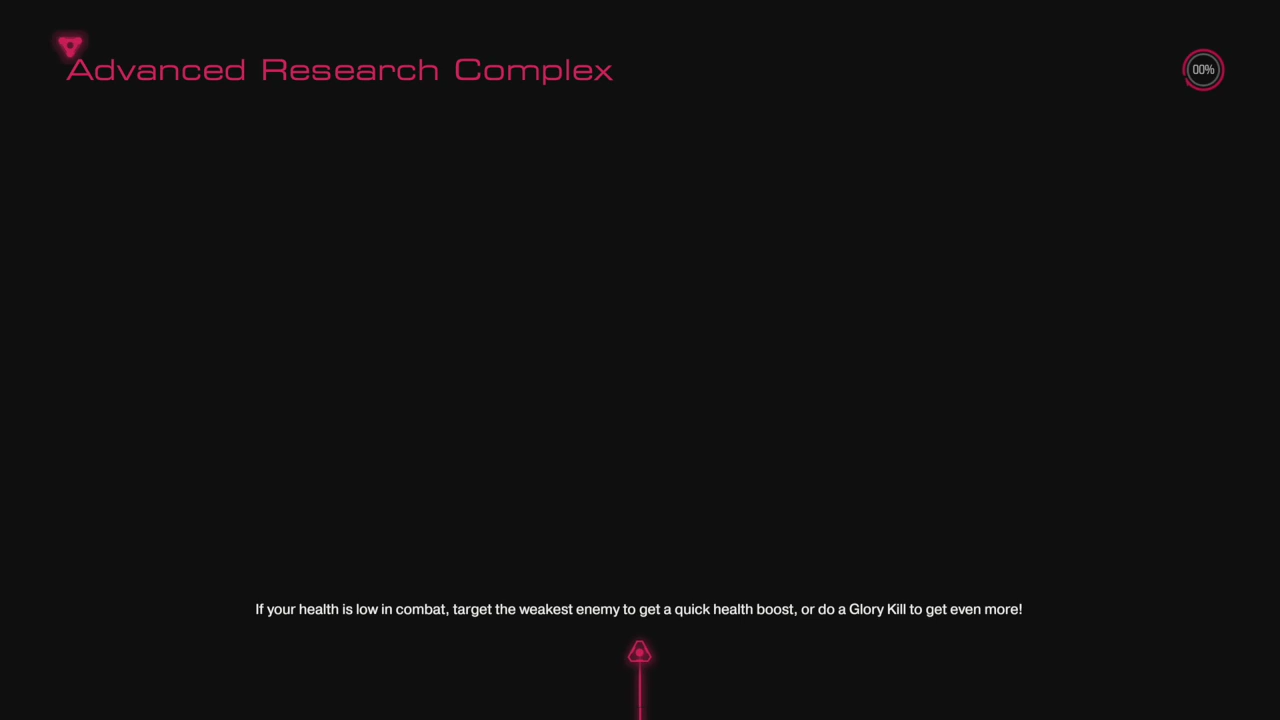 Advanced Research Complex
00%
If your health is low in combat, target the weakest enemy to get a quick health boost, or do a Glory Kill to get even more!